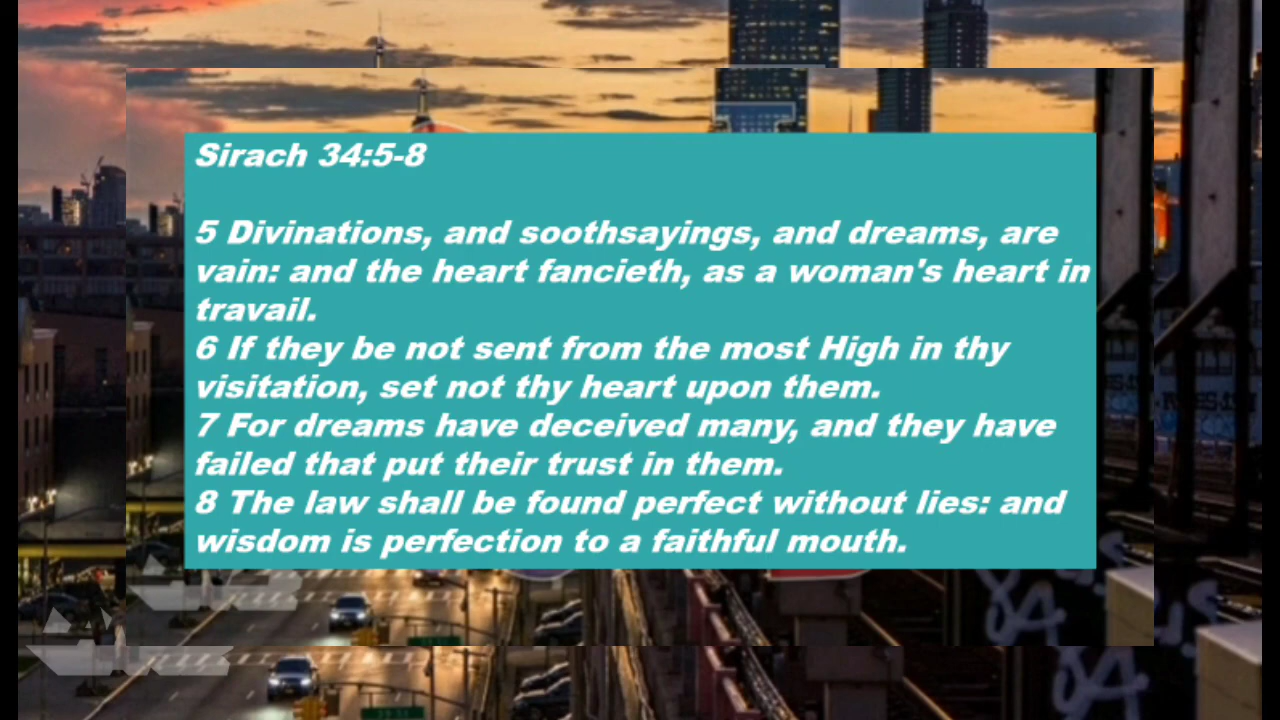 Sirach 34:5-8
5 Divinations, and soothsayings, and dreams, are
vain: and the heart fancieth, as a woman's heart in
travail.
6 If they be not sent from the most High in thy
visitation, set not thy heart upon them.
7 For dreams have deceived many, and they have
failed that put their trust in them.
8 The law shall be found perfect without lies: and
wisdom is perfection to a faithful mouth.